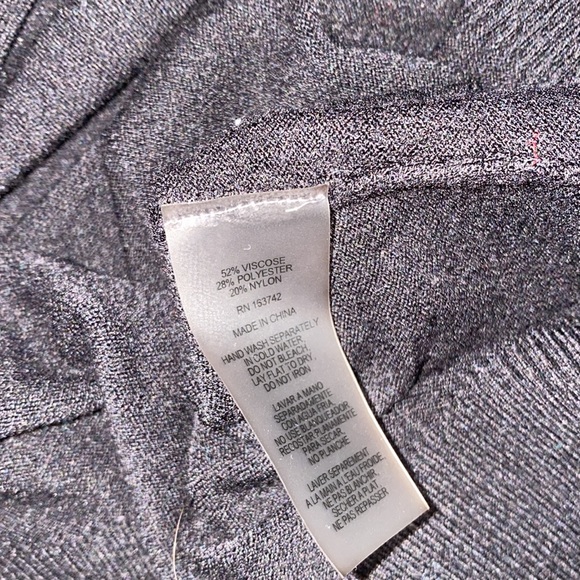 52% VISCOSE
28% POLYESTER
20% NYLON
RN 153742
MADE IN CHINA
HAND WASH SEPARATELY
IN COLD WATER
DO NOT BLEACH
LAY FLAT TO DRY
DO NOT IRON
LAVAR A MANO
SEPARADAMENTE
CON AGUA FRIA
NO USE BLANQUEADOR
RECOSTAR PLANAMENTE
PARA SECAR
NO PLANCHE
LAVER SEPAREMENT
A LA MAIN A L'EAU FROIDE
NE PAS BLANCHIR
SECHER A PLAT
NE PAS REPASSER